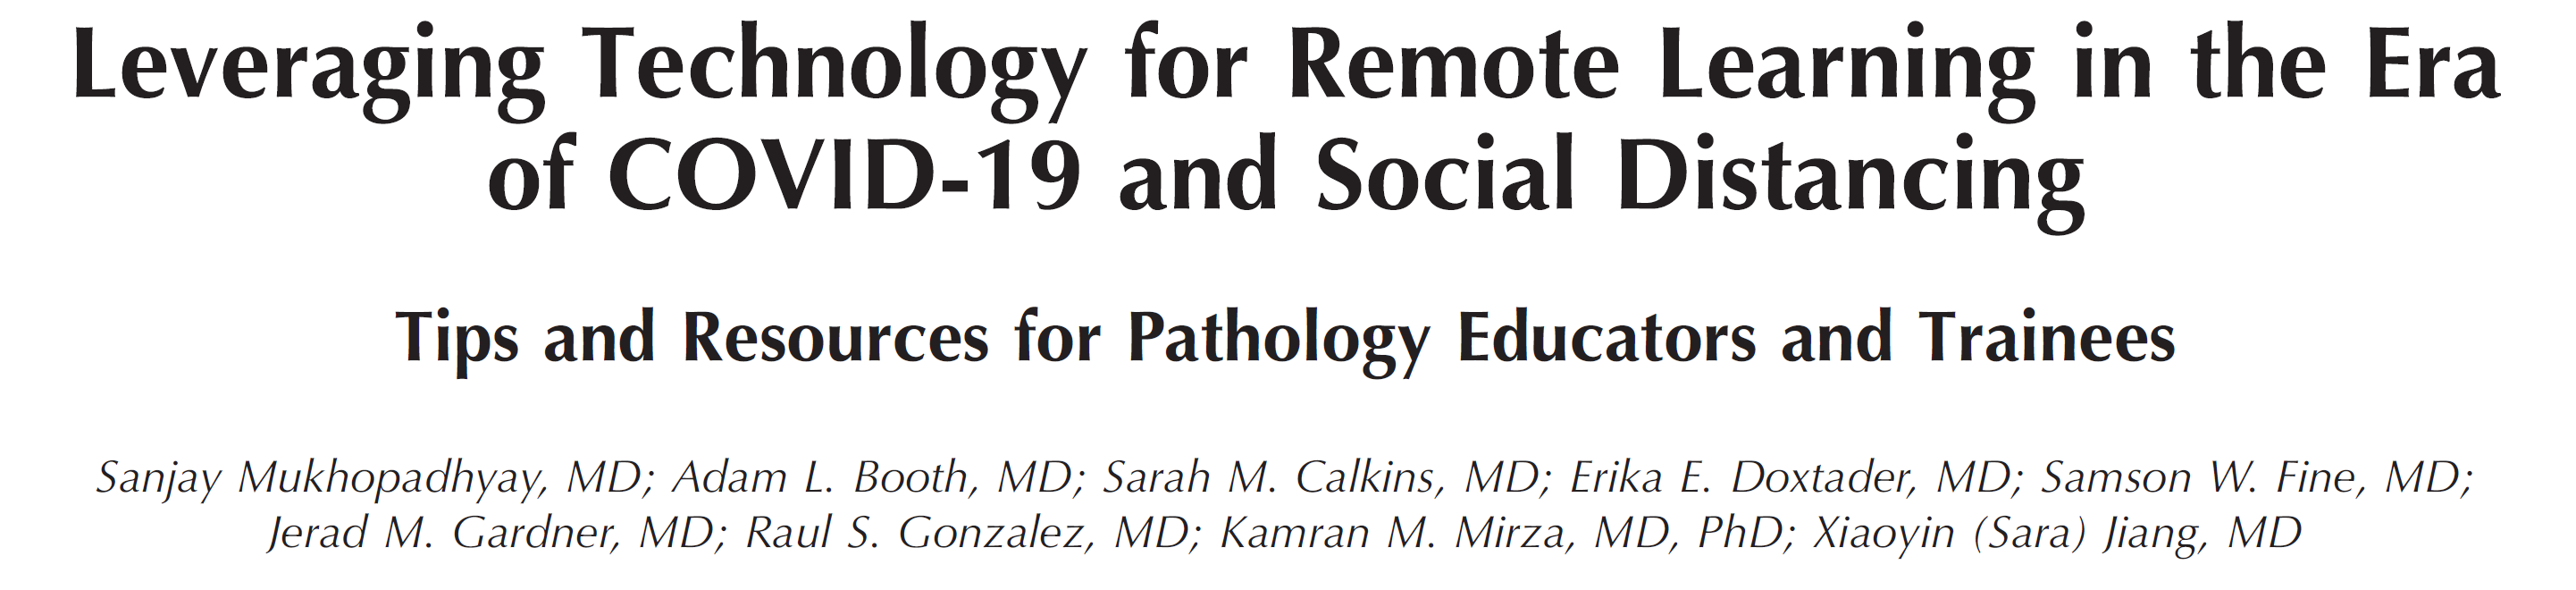 Leveraging Technology for Remote Learning in the Era
of COVID-19 and Social Distancing
Tips and Resources for Pathology Educators and Trainees
Sanjay Mukhopadhyay, MD; Adam L. Booth, MD; Sarah M. Calkins, MD; Erika E. Doxtader, MD; Samson W. Fine, MD;
Jerad M. Gardner, MD; Raul S. Gonzalez, MD; Kamran M. Mirza, MD, PhD; Xiaoyin (Sara) Jiang, MD